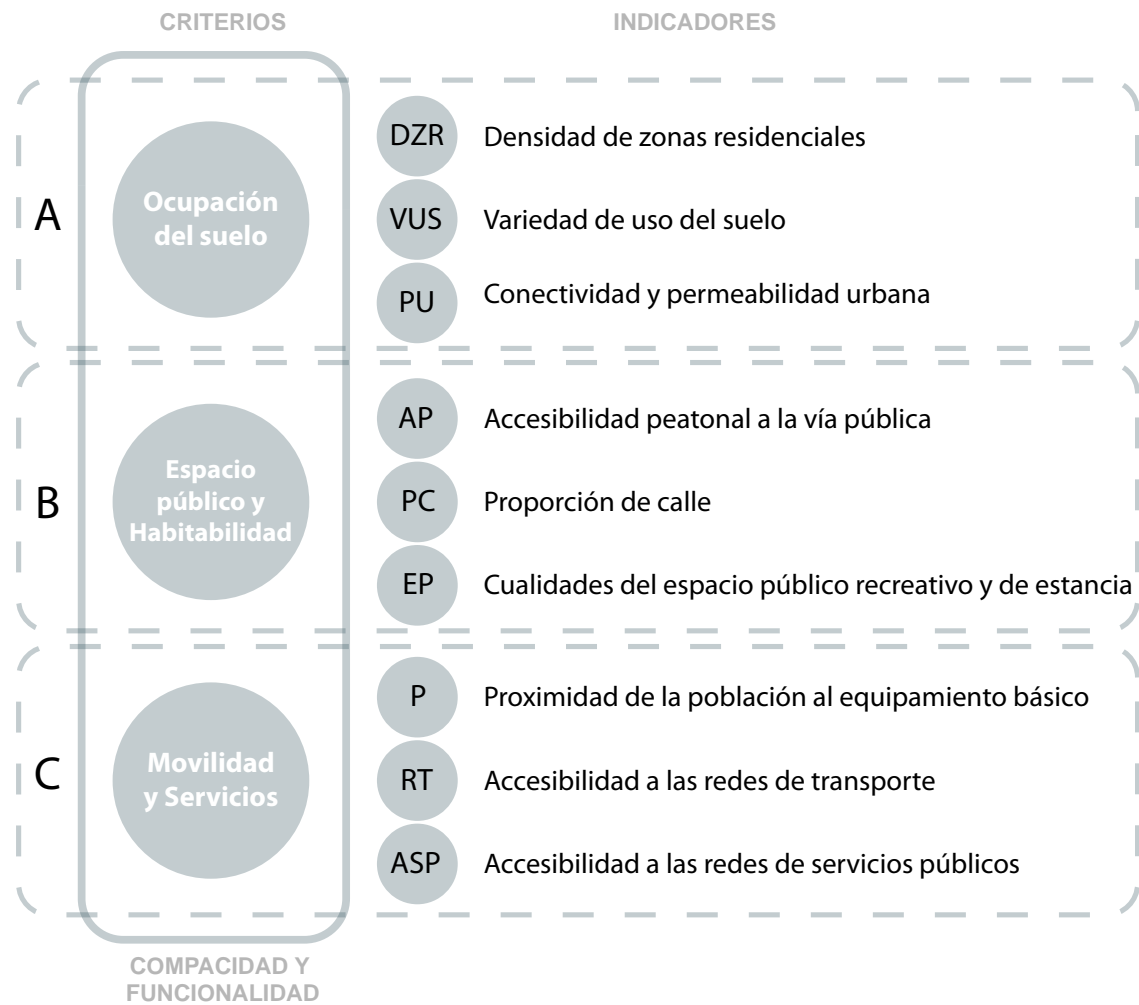 CRITERIOS
INDICADORES
A
Ocupación
del suelo
DZR
Densidad de zonas residenciales
VUS
Variedad de uso del suelo
PU
Conectividad y permeabilidad urbana
B
Espacio
público y
Habitabilidad
AP
Accesibilidad peatonal a la vía pública
PC
Proporción de calle
EP
Cualidades del espacio público recreativo y de estancia
C
Movilidad
y Servicios
P
Proximidad de la población al equipamiento básico
RT
Accesibilidad a las redes de transporte
ASP
Accesibilidad a las redes de servicios públicos
COMPACIDAD Y
FUNCIONALIDAD